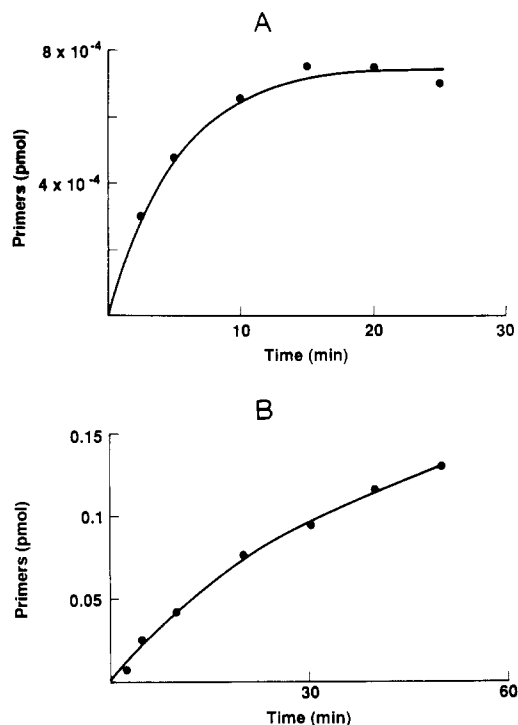 A
8 x 10⁻⁴
4 x 10⁻⁴
Primers (pmol)
10
20
30
Time (min)
B
0.15
0.1
0.05
Primers (pmol)
30
60
Time (min)